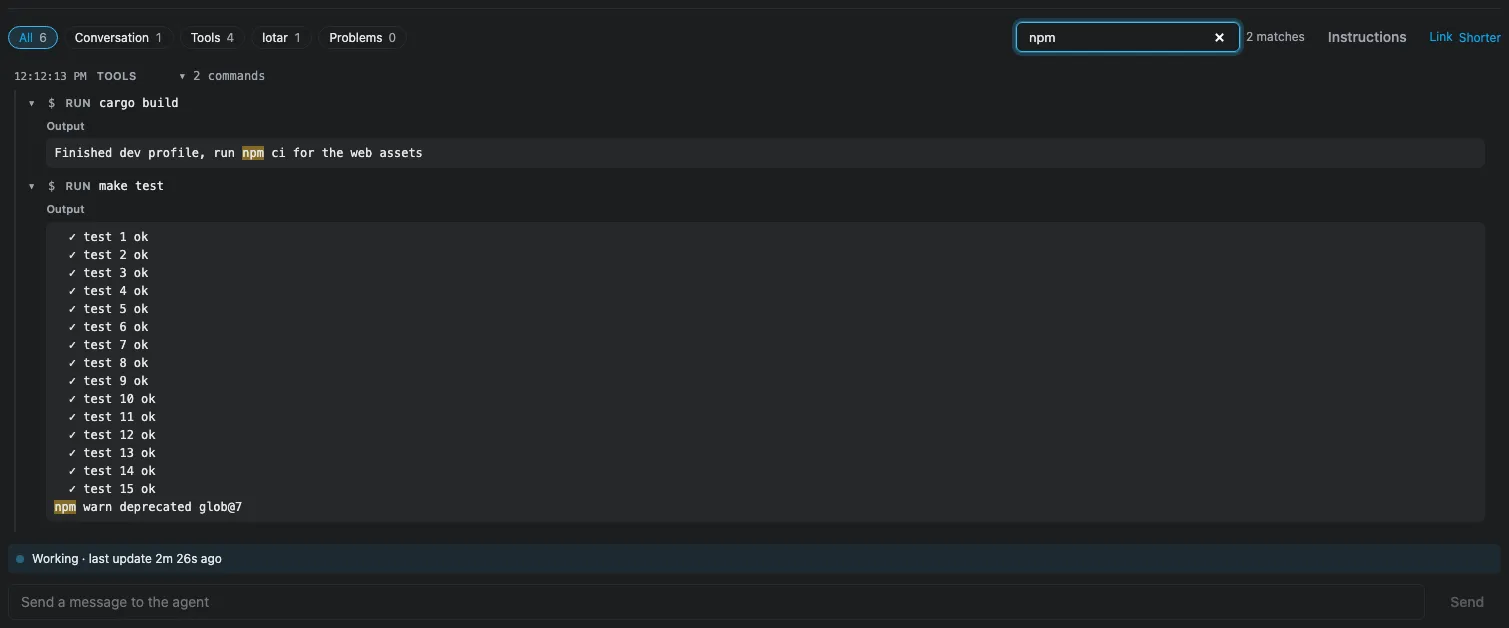 All 6 Conversation 1 Tools 4 lotar 1 Problems 0 npm × 2 matches Instructions Link Shorter
12:12:13 PM TOOLS ▾ 2 commands
▾ $ RUN cargo build
Output
Finished dev profile, run npm ci for the web assets
▾ $ RUN make test
Output
✓ test 1 ok
✓ test 2 ok
✓ test 3 ok
✓ test 4 ok
✓ test 5 ok
✓ test 6 ok
✓ test 7 ok
✓ test 8 ok
✓ test 9 ok
✓ test 10 ok
✓ test 11 ok
✓ test 12 ok
✓ test 13 ok
✓ test 14 ok
✓ test 15 ok
npm warn deprecated glob@7
Working · last update 2m 26s ago
Send a message to the agent Send